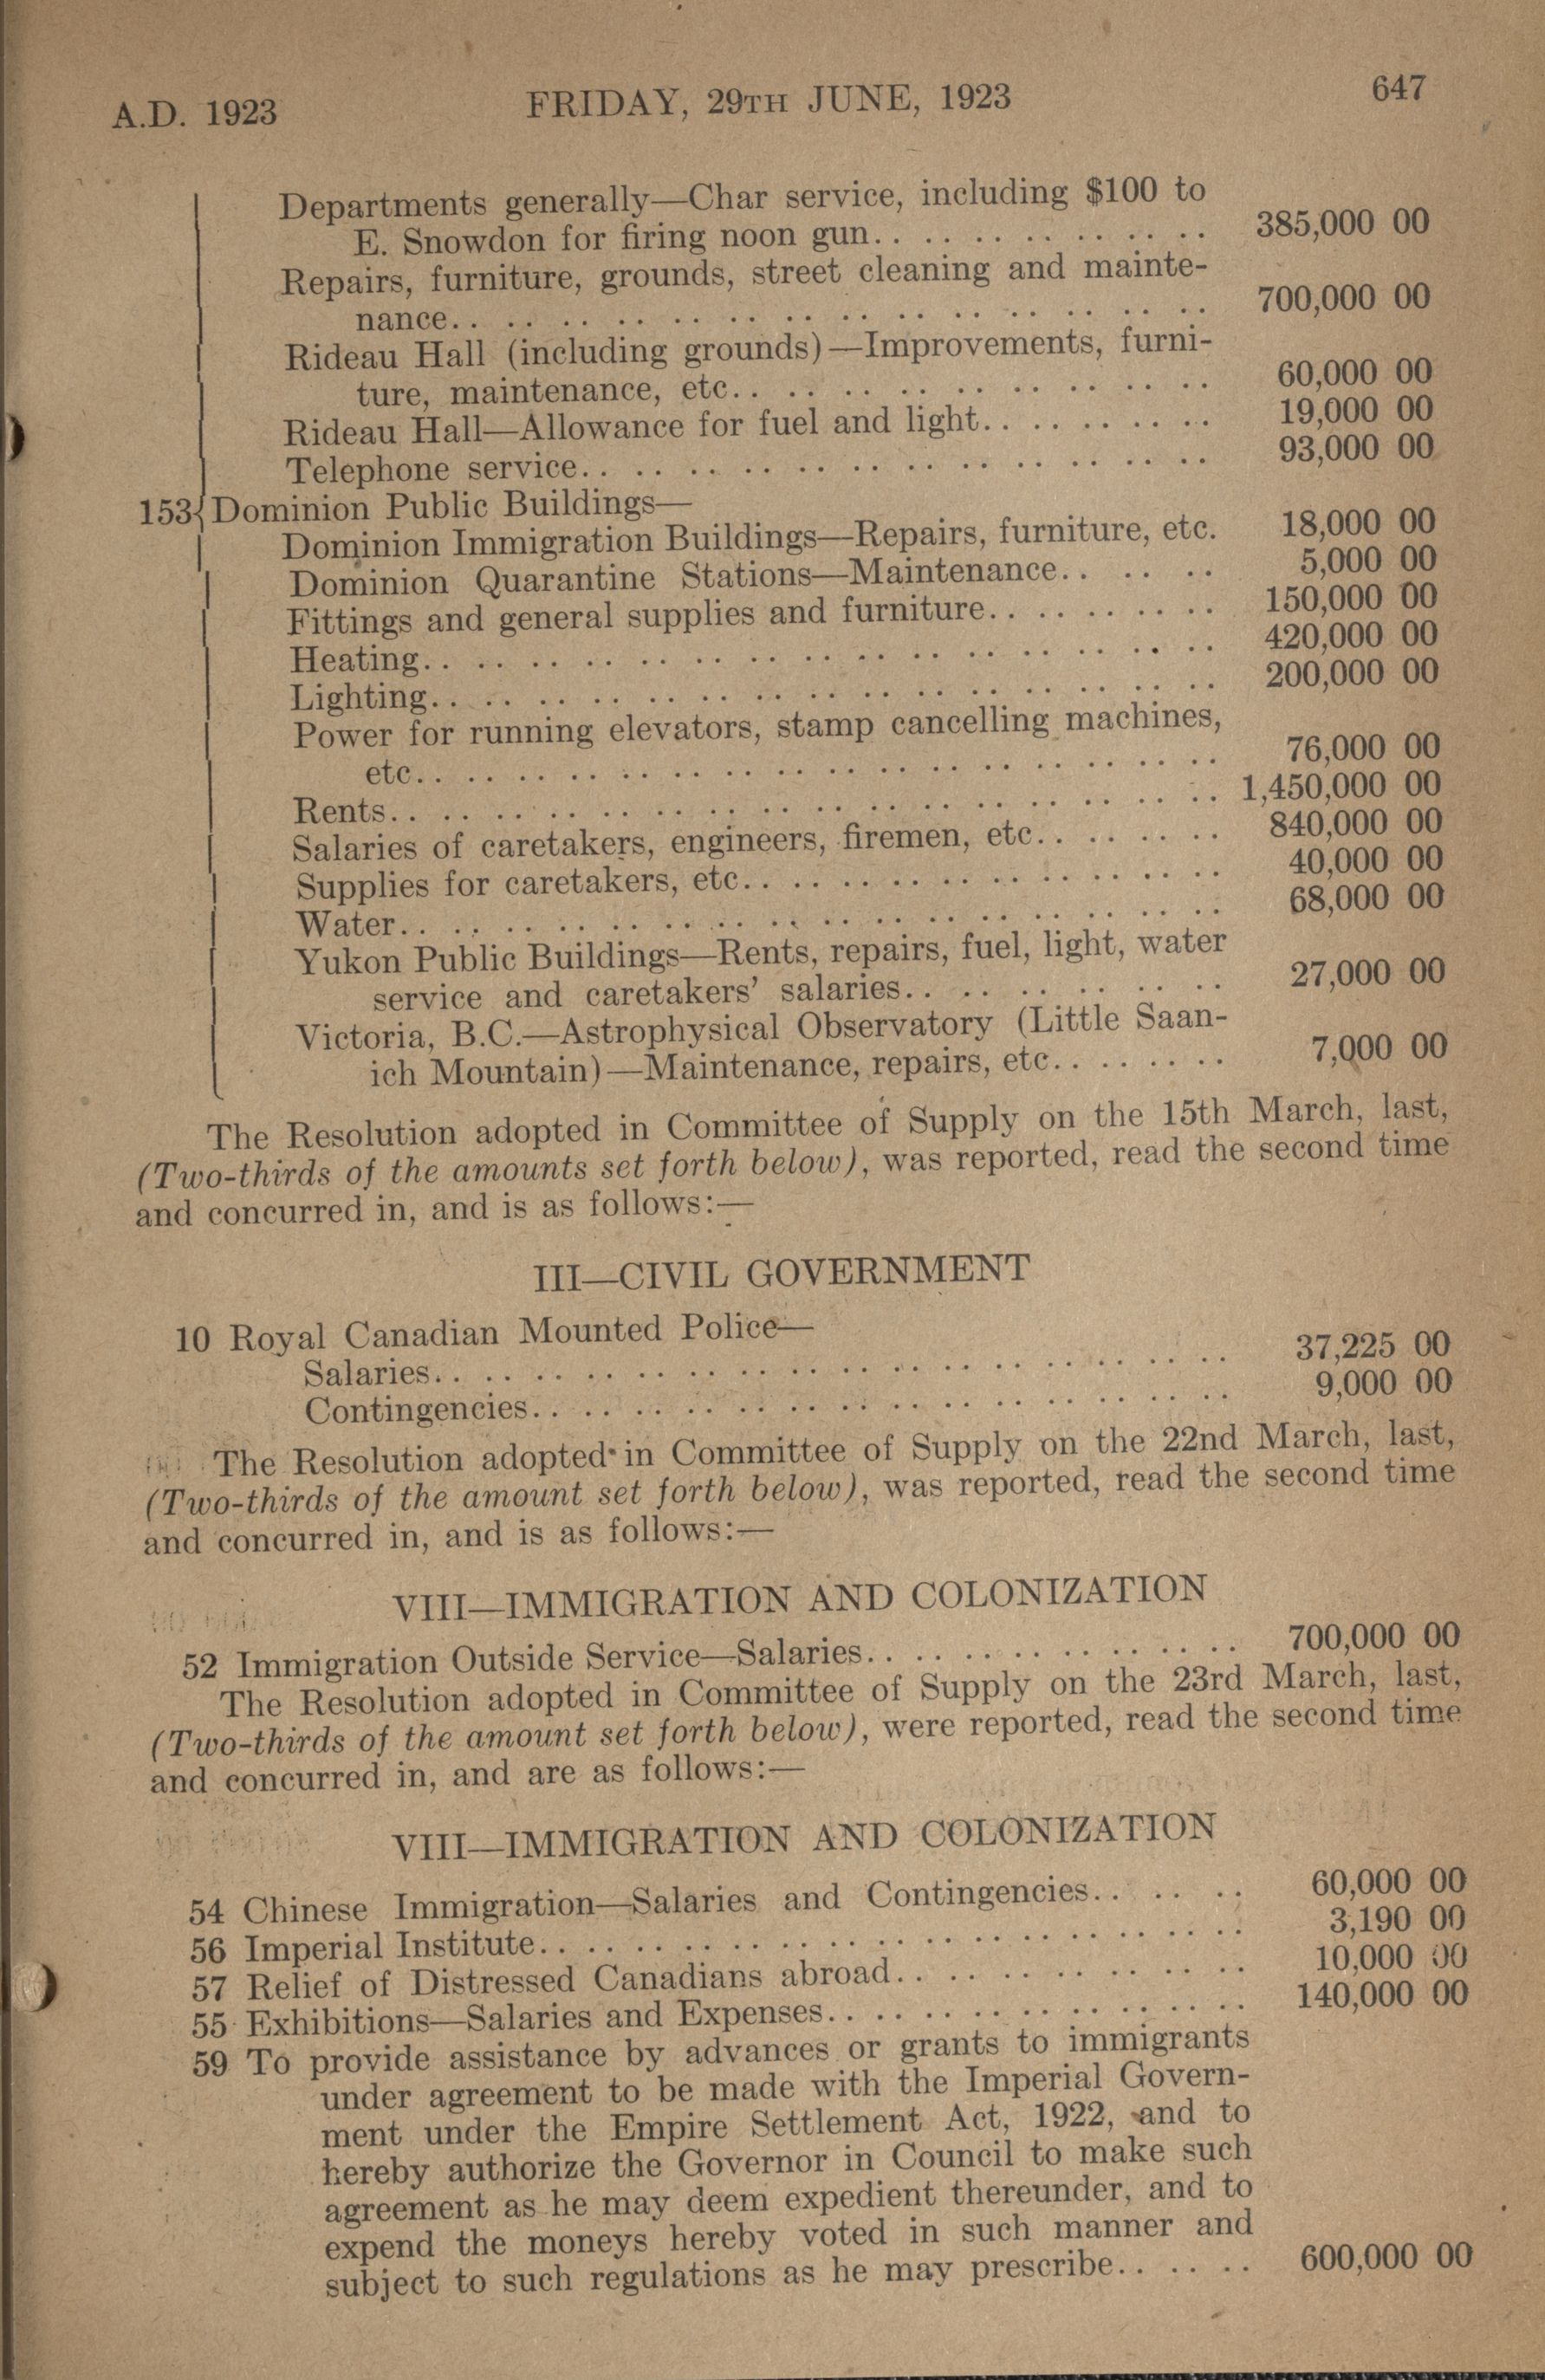 A.D. 1923 FRIDAY, 29TH JUNE, 1923 647
Departments generally—Char service, including $100 to
E. Snowdon for firing noon gun.. .. .. .. .. .. .. 385,000 00
Repairs, furniture, grounds, street cleaning and mainte-
nance.. .. .. .. .. .. .. .. .. .. .. .. .. .. 700,000 00
Rideau Hall (including grounds)—Improvements, furni-
ture, maintenance, etc.. .. .. .. .. .. .. .. .. 60,000 00
Rideau Hall—Allowance for fuel and light.. .. .. .. .. 19,000 00
Telephone service.. .. .. .. .. .. .. .. .. .. .. .. 93,000 00
153{Dominion Public Buildings—
Dominion Immigration Buildings—Repairs, furniture, etc. 18,000 00
Dominion Quarantine Stations—Maintenance.. .. .. .. 5,000 00
Fittings and general supplies and furniture.. .. .. .. .. 150,000 00
Heating.. .. .. .. .. .. .. .. .. .. .. .. .. .. .. 420,000 00
Lighting.. .. .. .. .. .. .. .. .. .. .. .. .. .. .. 200,000 00
Power for running elevators, stamp cancelling machines,
etc.. .. .. .. .. .. .. .. .. .. .. .. .. .. .. .. 76,000 00
Rents.. .. .. .. .. .. .. .. .. .. .. .. .. .. .. .. 1,450,000 00
Salaries of caretakers, engineers, firemen, etc.. .. .. .. 840,000 00
Supplies for caretakers, etc.. .. .. .. .. .. .. .. .. 40,000 00
Water.. .. .. .. .. .. .. .. .. .. .. .. .. .. .. .. 68,000 00
Yukon Public Buildings—Rents, repairs, fuel, light, water
service and caretakers' salaries.. .. .. .. .. .. .. 27,000 00
Victoria, B.C.—Astrophysical Observatory (Little Saan-
ich Mountain)—Maintenance, repairs, etc.. .. .. .. 7,000 00
The Resolution adopted in Committee of Supply on the 15th March, last,
(Two-thirds of the amounts set forth below), was reported, read the second time
and concurred in, and is as follows:—
III—CIVIL GOVERNMENT
10 Royal Canadian Mounted Police—
Salaries.. .. .. .. .. .. .. .. .. .. .. .. .. .. .. .. 37,225 00
Contingencies.. .. .. .. .. .. .. .. .. .. .. .. .. .. 9,000 00
The Resolution adopted in Committee of Supply on the 22nd March, last,
(Two-thirds of the amount set forth below), was reported, read the second time
and concurred in, and is as follows:—
VIII—IMMIGRATION AND COLONIZATION
52 Immigration Outside Service—Salaries.. .. .. .. .. .. .. .. 700,000 00
The Resolution adopted in Committee of Supply on the 23rd March, last,
(Two-thirds of the amount set forth below), were reported, read the second time
and concurred in, and are as follows:—
VIII—IMMIGRATION AND COLONIZATION
54 Chinese Immigration—Salaries and Contingencies.. .. .. .. 60,000 00
56 Imperial Institute.. .. .. .. .. .. .. .. .. .. .. .. .. .. 3,190 00
57 Relief of Distressed Canadians abroad.. .. .. .. .. .. .. 10,000 00
55 Exhibitions—Salaries and Expenses.. .. .. .. .. .. .. .. .. 140,000 00
59 To provide assistance by advances or grants to immigrants
under agreement to be made with the Imperial Govern-
ment under the Empire Settlement Act, 1922, and to
hereby authorize the Governor in Council to make such
agreement as he may deem expedient thereunder, and to
expend the moneys hereby voted in such manner and
subject to such regulations as he may prescribe.. .. .. .. 600,000 00